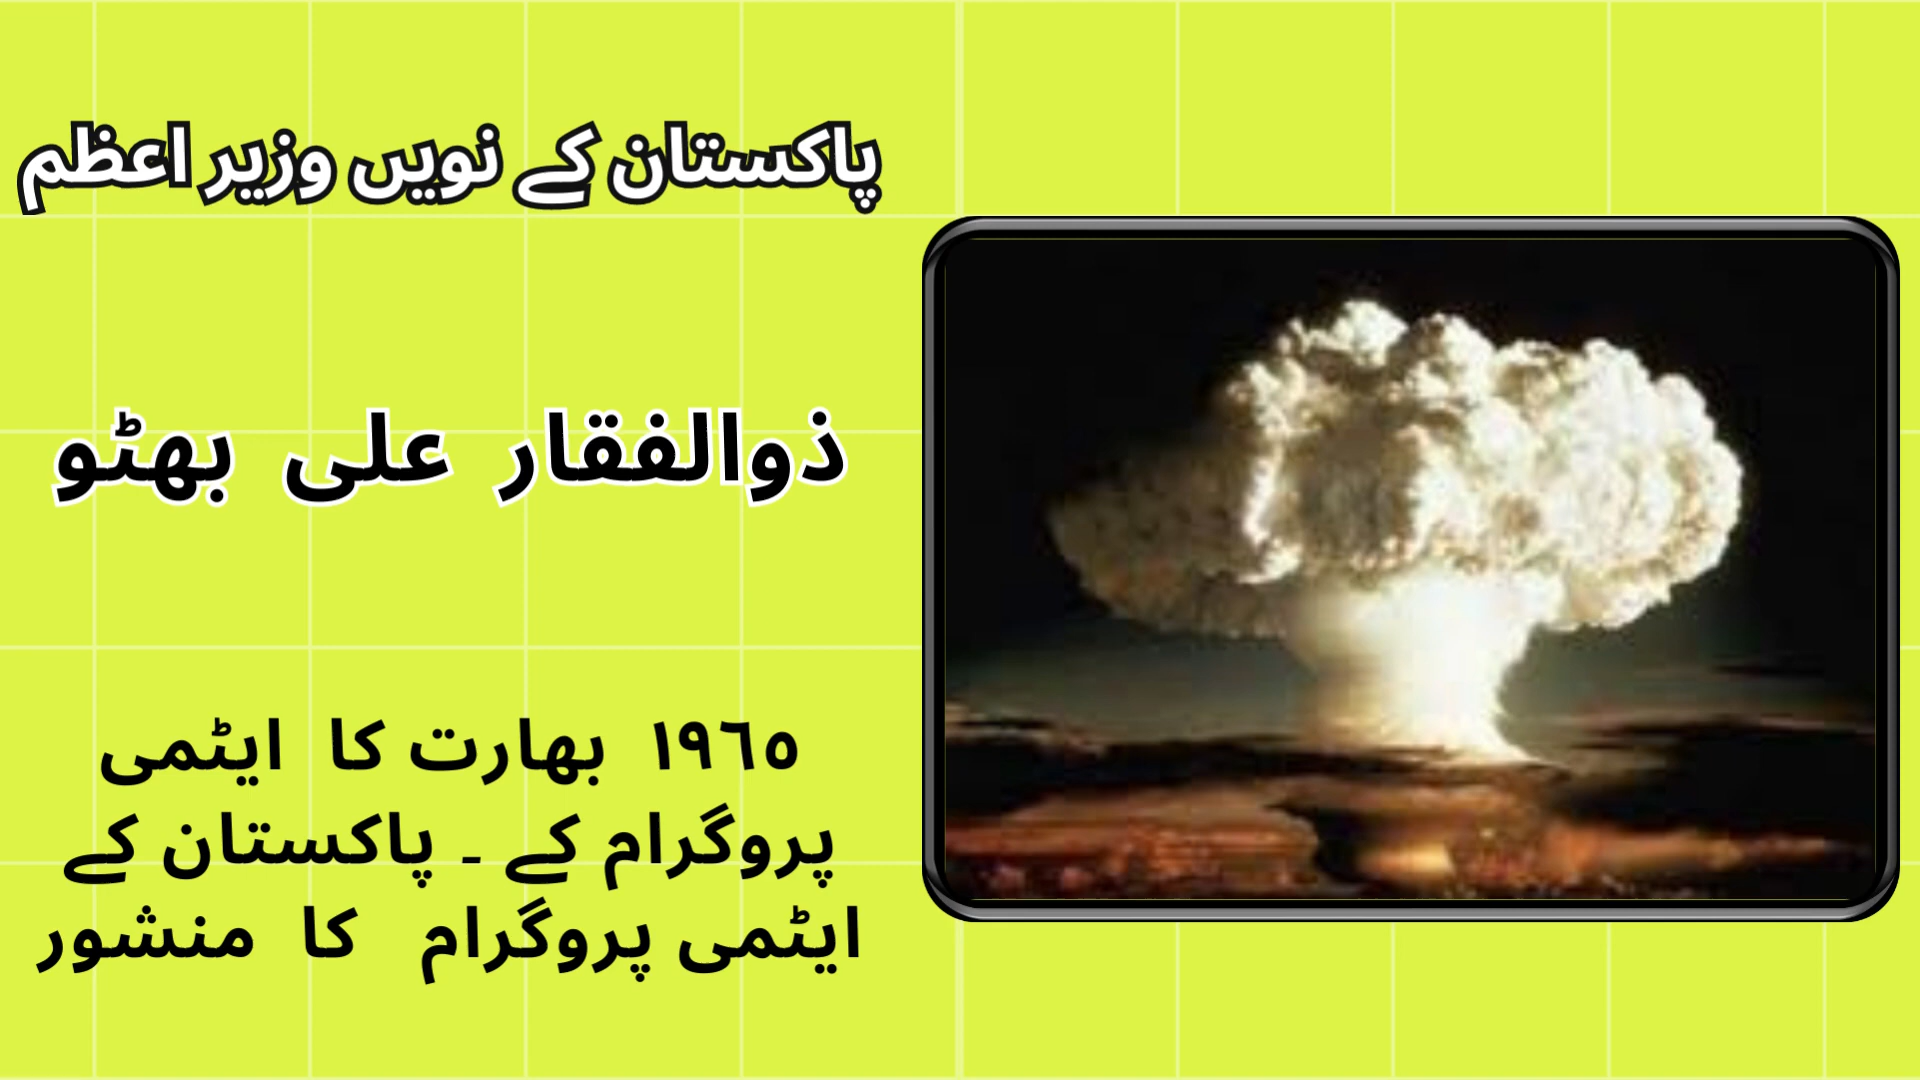 پاکستان کے نویں وزیر اعظم
ذوالفقار علی بھٹو
١٩٦٥ بھارت کا ایٹمی
پروگرام کے ۔ پاکستان کے
ایٹمی پروگرام کا منشور